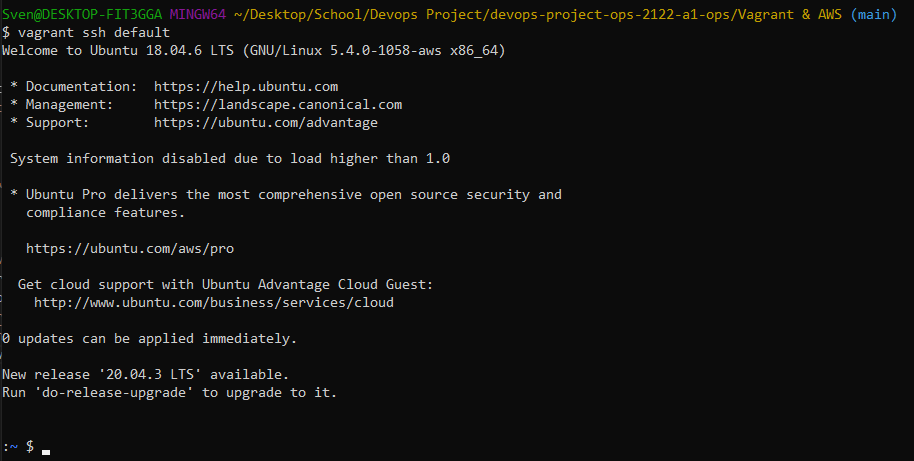 Sven@DESKTOP-FIT3GGA MINGW64 ~/Desktop/School/Devops Project/devops-project-ops-2122-a1-ops/Vagrant & AWS (main)
$ vagrant ssh default
Welcome to Ubuntu 18.04.6 LTS (GNU/Linux 5.4.0-1058-aws x86_64)

 * Documentation:  https://help.ubuntu.com
 * Management:     https://landscape.canonical.com
 * Support:        https://ubuntu.com/advantage

 System information disabled due to load higher than 1.0

 * Ubuntu Pro delivers the most comprehensive open source security and
   compliance features.

   https://ubuntu.com/aws/pro

  Get cloud support with Ubuntu Advantage Cloud Guest:
    http://www.ubuntu.com/business/services/cloud

0 updates can be applied immediately.

New release '20.04.3 LTS' available.
Run 'do-release-upgrade' to upgrade to it.

:~ $